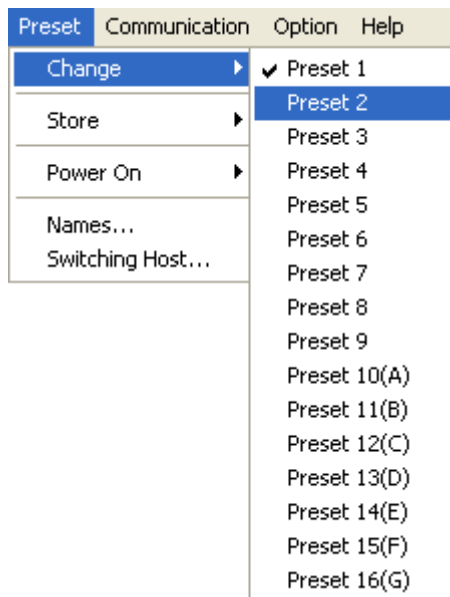 Preset Communication Option Help
Change
Store
Power On
Names...
Switching Host...
Preset 1
Preset 2
Preset 3
Preset 4
Preset 5
Preset 6
Preset 7
Preset 8
Preset 9
Preset 10(A)
Preset 11(B)
Preset 12(C)
Preset 13(D)
Preset 14(E)
Preset 15(F)
Preset 16(G)